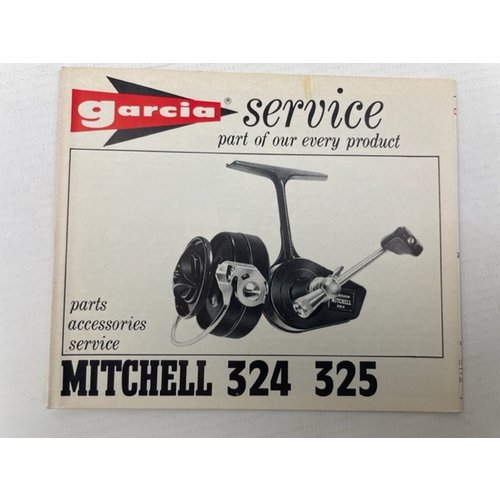 garcia® service
part of our every product
MITCHELL
parts
accessories
service
MITCHELL 324 325